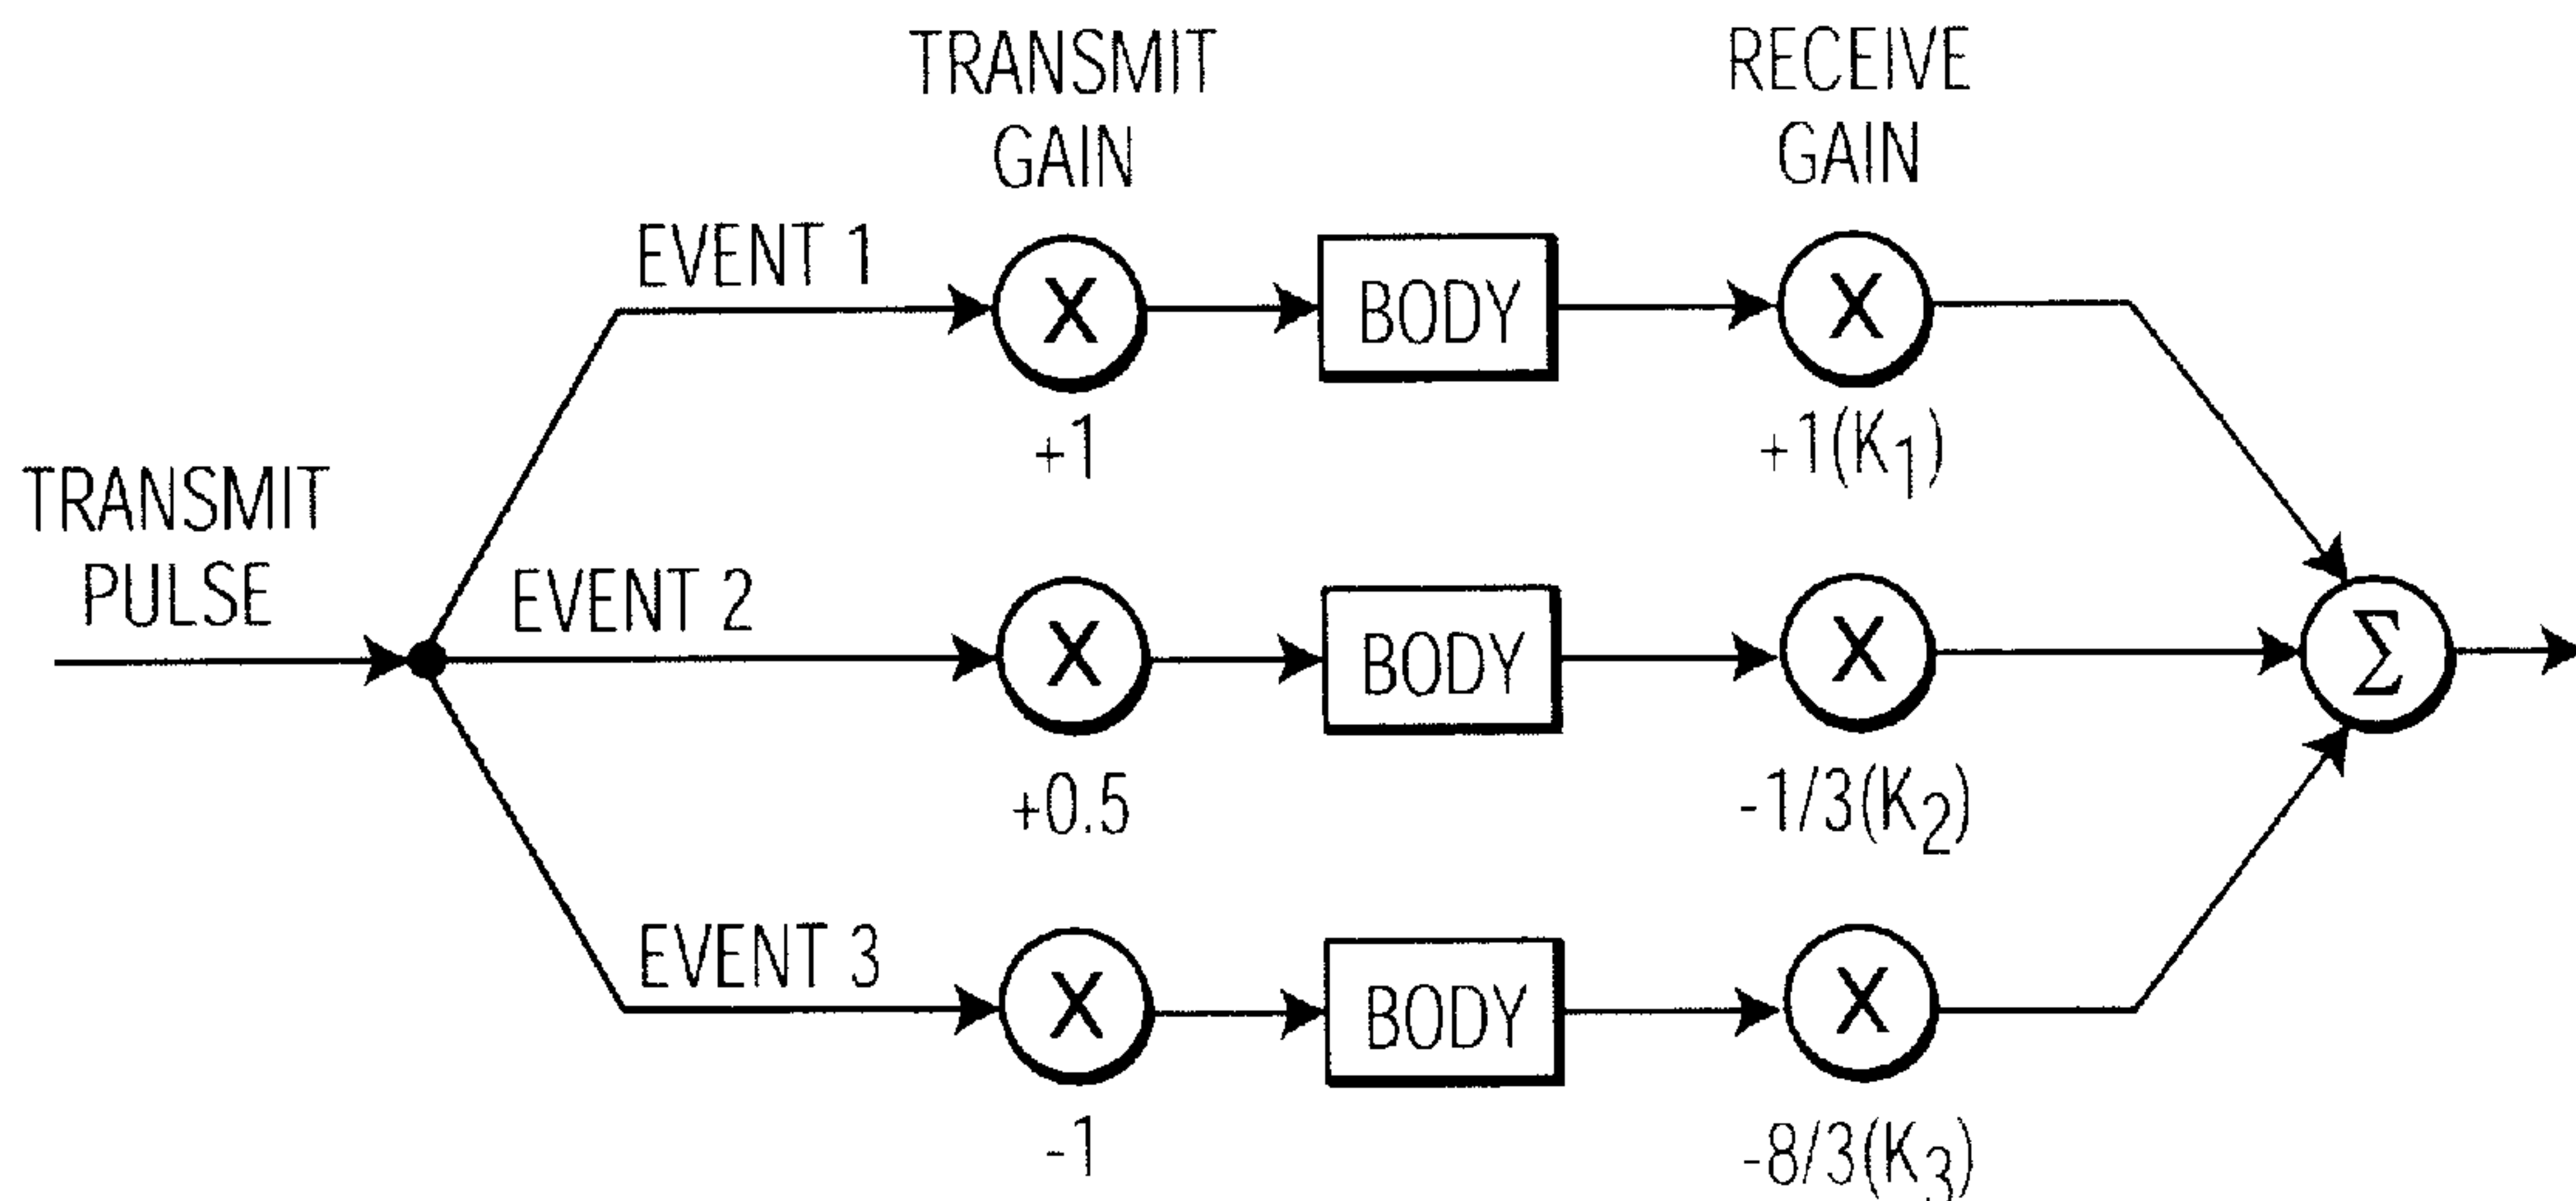 TRANSMIT
GAIN
RECEIVE
GAIN
EVENT 1
X
BODY
X
+1
+1(K1)
TRANSMIT
PULSE
EVENT 2
X
BODY
X
Σ
+0.5
-1/3(K2)
EVENT 3
X
BODY
X
-1
-8/3(K3)